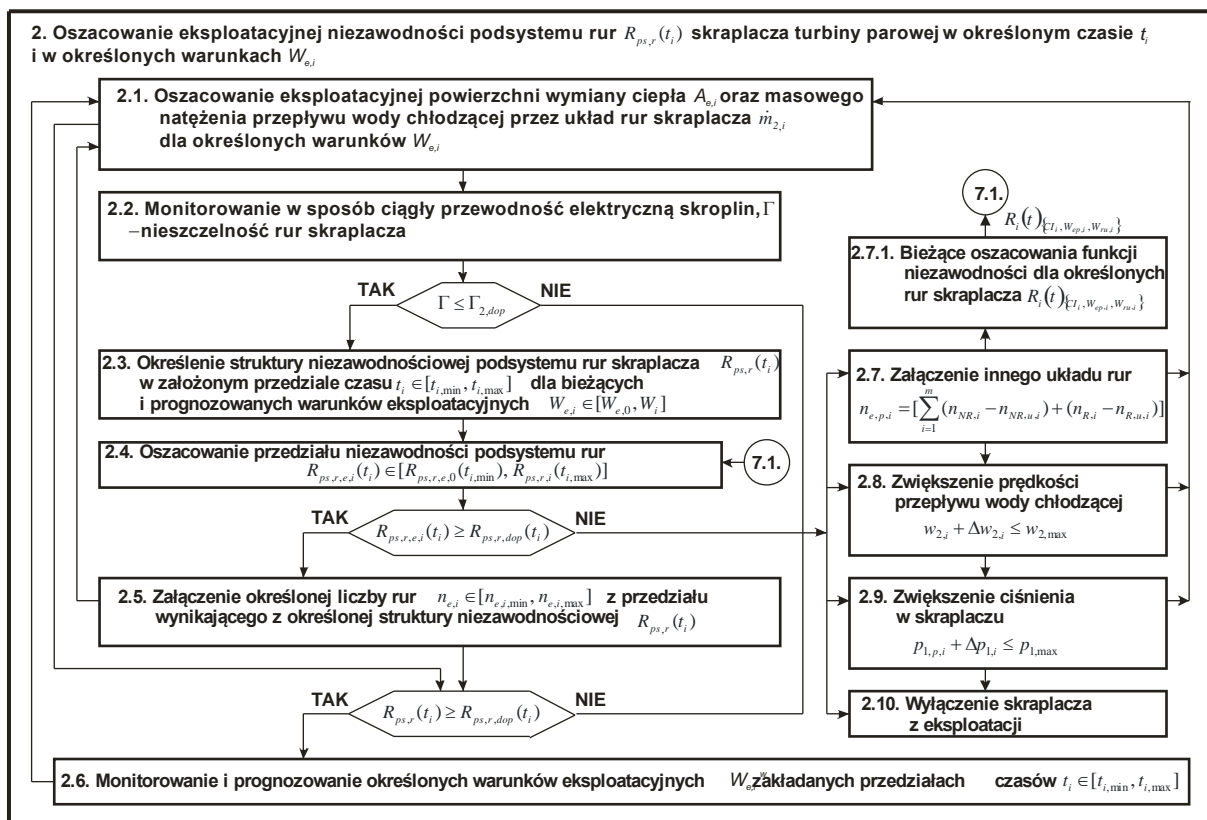 2. Oszacowanie eksploatacyjnej niezawodności podsystemu rur R_{ps,r}(t_i) skraplacza turbiny parowej w określonym czasie t_i
i w określonych warunkach W_{e,i}
2.1. Oszacowanie eksploatacyjnej powierzchni wymiany ciepła A_{e,i} oraz masowego
natężenia przepływu wody chłodzącej przez układ rur skraplacza ṁ_{2,i}
dla określonych warunków W_{e,i}
2.2. Monitorowanie w sposób ciągły przewodność elektryczną skroplin, Γ
–nieszczelność rur skraplacza
TAK
NIE
Γ ≤ Γ_{2,dop}
2.3. Określenie struktury niezawodnościowej podsystemu rur skraplacza R_{ps,r}(t_i)
w założonym przedziale czasu t_i ∈[t_{i,min}, t_{i,max}] dla bieżących
i prognozowanych warunków eksploatacyjnych W_{e,i} ∈[W_{e,0}, W_i]
2.4. Oszacowanie przedziału niezawodności podsystemu rur
R_{ps,r,e,i}(t_i) ∈[R_{ps,r,e,0}(t_{i,min}), R_{ps,r,i}(t_{i,max})]
7.1.
TAK
NIE
R_{ps,r,e,i}(t_i) ≥ R_{ps,r,dop}(t_i)
2.5. Załączenie określonej liczby rur n_{e,i} ∈[n_{e,i,min}, n_{e,i,max}] z przedziału
wynikającego z określonej struktury niezawodnościowej R_{ps,r}(t_i)
TAK
NIE
R_{ps,r}(t_i) ≥ R_{ps,r,dop}(t_i)
2.6. Monitorowanie i prognozowanie określonych warunków eksploatacyjnych W_{e,i} w zakładanych przedziałach czasów t_i ∈[t_{i,min}, t_{i,max}]
7.1.
R_i(t)_{{CI_i, W_{ep,i}, W_{ru,i}}}
2.7.1. Bieżące oszacowania funkcji
niezawodności dla określonych
rur skraplacza R_i(t)_{{CI_i, W_{ep,i}, W_{ru,i}}}
2.7. Załączenie innego układu rur
n_{e,p,i} = [∑_{i=1}^{m} (n_{NR,i} − n_{NR,u,i}) + (n_{R,i} − n_{R,u,i})]
2.8. Zwiększenie prędkości
przepływu wody chłodzącej
w_{2,i} + Δw_{2,i} ≤ w_{2,max}
2.9. Zwiększenie ciśnienia
w skraplaczu
p_{1,p,i} + Δp_{1,i} ≤ p_{1,max}
2.10. Wyłączenie skraplacza
z eksploatacji